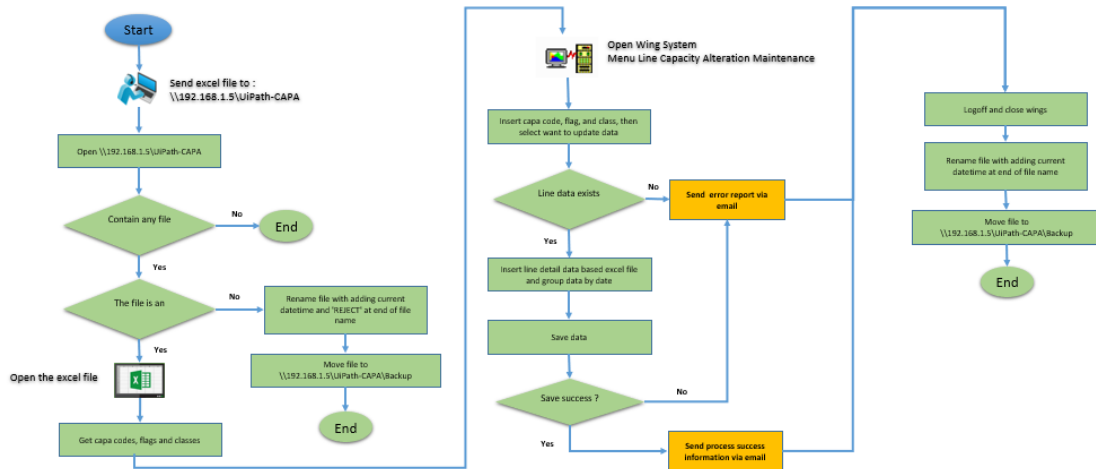 Start
Send excel file to :
\\192.168.1.5\UiPath-CAPA
Open \\192.168.1.5\UiPath-CAPA
Contain any file
No
End
Yes
The file is an
No
Rename file with adding current
datetime and 'REJECT' at end of file
name
Yes
Open the excel file
Move file to
\\192.168.1.5\UiPath-CAPA\Backup
End
Get capa codes, flags and classes
Open Wing System
Menu Line Capacity Alteration Maintenance
Insert capa code, flag, and class, then
select want to update data
Line data exists
No
Send error report via
email
Yes
Insert line detail data based excel file
and group data by date
Save data
Save success ?
No
Yes
Send process success
information via email
Logoff and close wings
Rename file with adding current
datetime at end of file name
Move file to
\\192.168.1.5\UiPath-CAPA\Backup
End